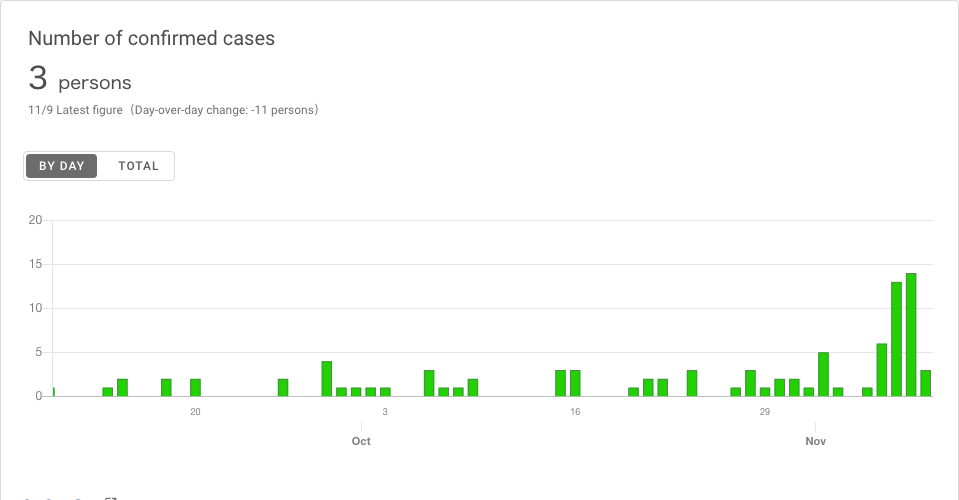 Number of confirmed cases
3 persons
11/9 Latest figure（Day-over-day change: -11 persons）
BY DAY TOTAL
20
15
10
5
0
20 3 16 29
Oct Nov